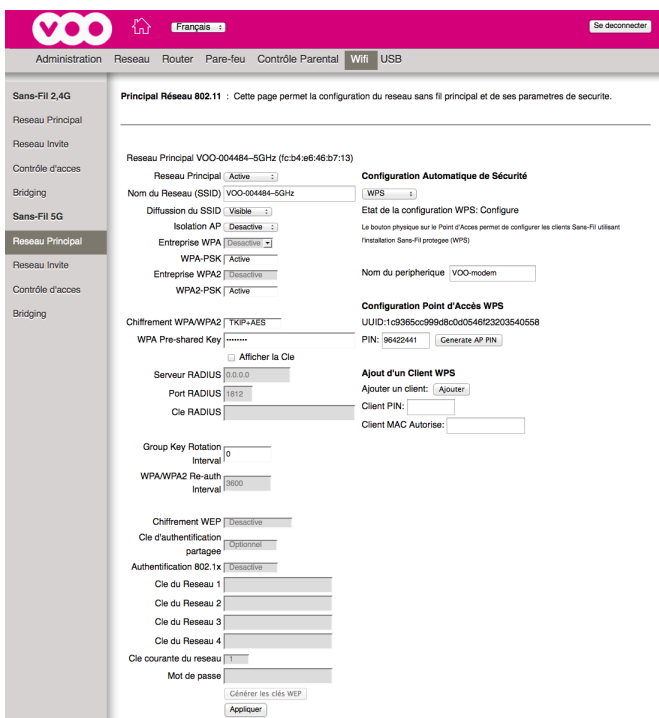 VOO
Français
Se deconnecter
Administration Reseau Router Pare-feu Contrôle Parental Wifi USB
Sans-Fil 2,4G
Reseau Principal
Reseau Invite
Contrôle d'acces
Bridging
Sans-Fil 5G
Reseau Principal
Reseau Invite
Contrôle d'acces
Bridging
Principal Réseau 802.11 : Cette page permet la configuration du reseau sans fil principal et de ses parametres de securite.
Reseau Principal VOO-004484–5GHz (fc:b4:e6:46:b7:13)
Reseau Principal Active
Nom du Reseau (SSID) VOO-004484–5GHz
Diffusion du SSID Visible
Isolation AP Desactive
Entreprise WPA Desactive
WPA-PSK Active
Entreprise WPA2 Desactive
WPA2-PSK Active
Chiffrement WPA/WPA2 TKIP+AES
WPA Pre-shared Key ••••••••
Afficher la Cle
Serveur RADIUS 0.0.0.0
Port RADIUS 1812
Cle RADIUS
Group Key Rotation
Interval 0
WPA/WPA2 Re-auth
Interval 3600
Chiffrement WEP Desactive
Cle d'authentification
partagee Optionnel
Authentification 802.1x Desactive
Cle du Reseau 1
Cle du Reseau 2
Cle du Reseau 3
Cle du Reseau 4
Cle courante du reseau 1
Mot de passe
Générer les clés WEP
Appliquer
Configuration Automatique de Sécurité
WPS
Etat de la configuration WPS: Configure
Le bouton physique sur le Point d'Acces permet de configurer les clients Sans-Fil utilisant
l'installation Sans-Fil protegee (WPS)
Nom du peripherique VOO-modem
Configuration Point d'Accès WPS
UUID:1c9365cc999d8c0d0546f23203540558
PIN: 96422441 Generate AP PIN
Ajout d'un Client WPS
Ajouter un client: Ajouter
Client PIN:
Client MAC Autorise: